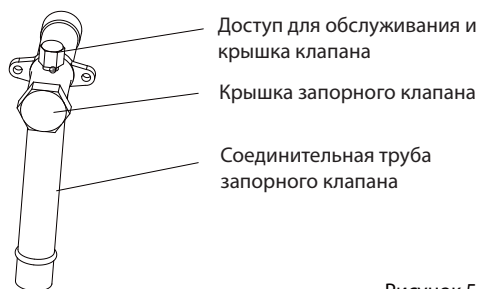 Доступ для обслуживания и
крышка клапана
Крышка запорного клапана
Соединительная труба
запорного клапана